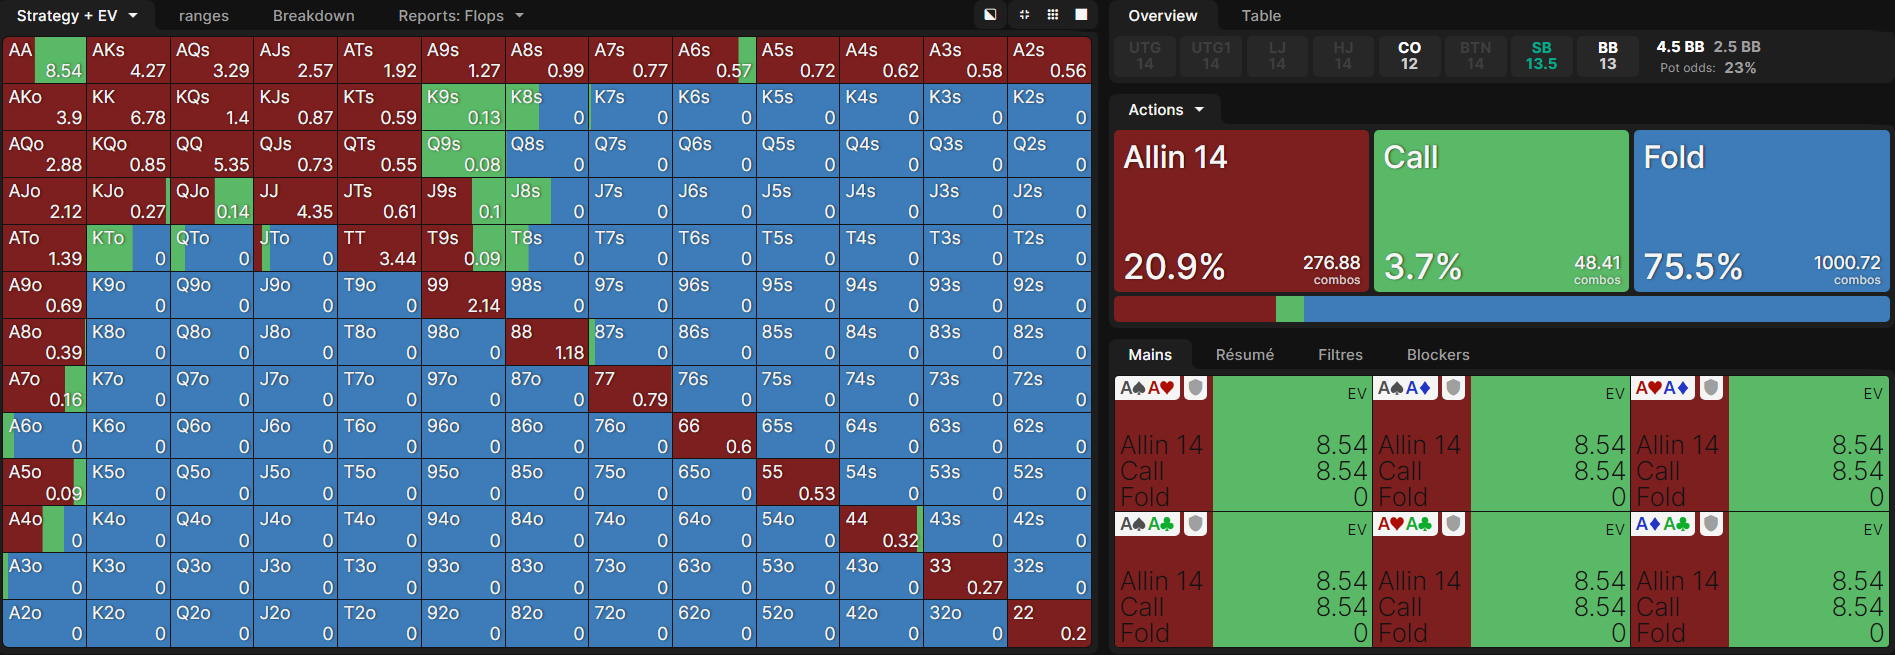 Strategy + EV ranges Breakdown Reports: Flops
AA AKs AQs AJs ATs A9s A8s A7s A6s A5s A4s A3s A2s
8.54 4.27 3.29 2.57 1.92 1.27 0.99 0.77 0.57 0.72 0.62 0.58 0.56
AKo KK KQs KJs KTs K9s K8s K7s K6s K5s K4s K3s K2s
3.9 6.78 1.4 0.87 0.59 0.13 0 0 0 0 0 0 0
AQo KQo QQ QJs QTs Q9s Q8s Q7s Q6s Q5s Q4s Q3s Q2s
2.88 0.85 5.35 0.73 0.55 0.08 0 0 0 0 0 0 0
AJo KJo QJo JJ JTs J9s J8s J7s J6s J5s J4s J3s J2s
2.12 0.27 0.14 4.35 0.61 0.1 0 0 0 0 0 0 0
ATo KTo QTo JTo TT T9s T8s T7s T6s T5s T4s T3s T2s
1.39 0 0 0 3.44 0.09 0 0 0 0 0 0 0
A9o K9o Q9o J9o T9o 99 98s 97s 96s 95s 94s 93s 92s
0.69 0 0 0 0 2.14 0 0 0 0 0 0 0
A8o K8o Q8o J8o T8o 98o 88 87s 86s 85s 84s 83s 82s
0.39 0 0 0 0 0 1.18 0 0 0 0 0 0
A7o K7o Q7o J7o T7o 97o 87o 77 76s 75s 74s 73s 72s
0.16 0 0 0 0 0 0 0.79 0 0 0 0 0
A6o K6o Q6o J6o T6o 96o 86o 76o 66 65s 64s 63s 62s
0 0 0 0 0 0 0 0 0.6 0 0 0 0
A5o K5o Q5o J5o T5o 95o 85o 75o 65o 55 54s 53s 52s
0.09 0 0 0 0 0 0 0 0 0.53 0 0 0
A4o K4o Q4o J4o T4o 94o 84o 74o 64o 54o 44 43s 42s
0 0 0 0 0 0 0 0 0 0 0.32 0 0
A3o K3o Q3o J3o T3o 93o 83o 73o 63o 53o 43o 33 32s
0 0 0 0 0 0 0 0 0 0 0 0.27 0
A2o K2o Q2o J2o T2o 92o 82o 72o 62o 52o 42o 32o 22
0 0 0 0 0 0 0 0 0 0 0 0 0.2
Overview Table
UTG UTG1 LJ HJ CO BTN SB BB 4.5 BB 2.5 BB
14 14 14 14 12 14 13.5 13 Pot odds: 23%
Actions
Allin 14 Call Fold
20.9% 276.88 3.7% 48.41 75.5% 1000.72
combos combos combos
Mains Résumé Filtres Blockers
A♠A♥ EV A♠A♦ EV A♥A♦ EV
Allin 14 8.54 Allin 14 8.54 Allin 14 8.54
Call 8.54 Call 8.54 Call 8.54
Fold 0 Fold 0 Fold 0
A♠A♣ EV A♥A♣ EV A♦A♣ EV
Allin 14 8.54 Allin 14 8.54 Allin 14 8.54
Call 8.54 Call 8.54 Call 8.54
Fold 0 Fold 0 Fold 0